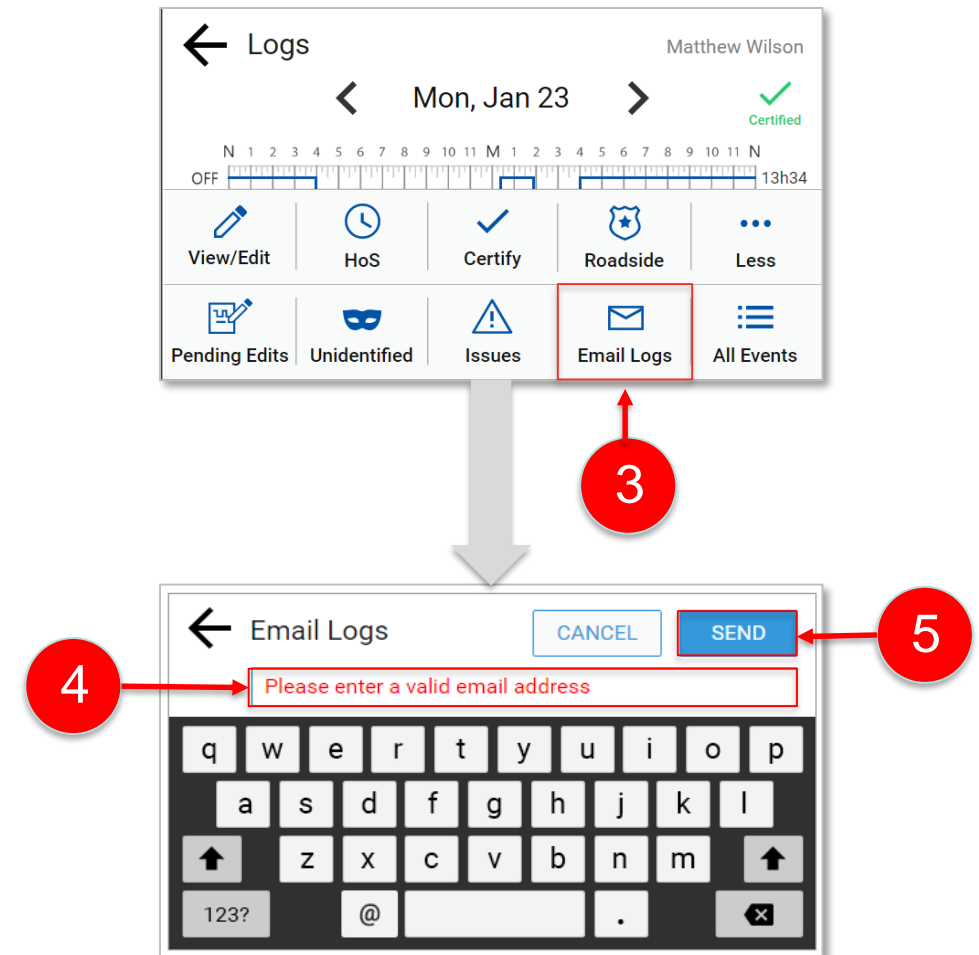 Logs
Matthew Wilson
Mon, Jan 23
Certified
N 1 2 3 4 5 6 7 8 9 10 11 M 1 2 3 4 5 6 7 8 9 10 11 N
OFF 13h34
View/Edit HoS Certify Roadside Less
Pending Edits Unidentified Issues Email Logs All Events
3
Email Logs CANCEL SEND
5
4
Please enter a valid email address
q w e r t y u i o p
a s d f g h j k l
z x c v b n m
123? @ .